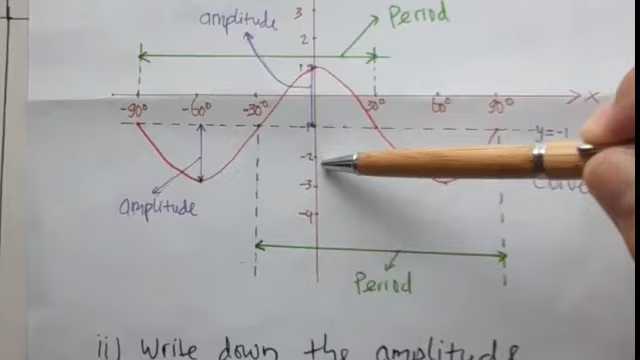 3
amplitude
Period
2
1
-90° -60° -30° 30° 60° 90° x
y=-1
-2
-3
Curve
amplitude
-4
Period
ii) Write down the amplitude